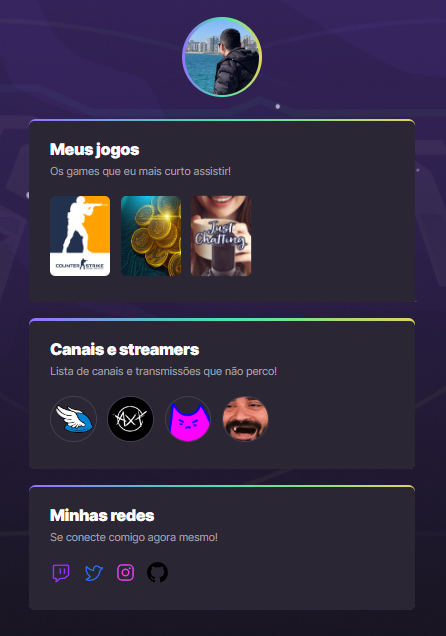 Meus jogos
Os games que eu mais curto assistir!
COUNTER STRIKE
Just
Chatting
Canais e streamers
Lista de canais e transmissões que não perco!
AXT
Minhas redes
Se conecte comigo agora mesmo!